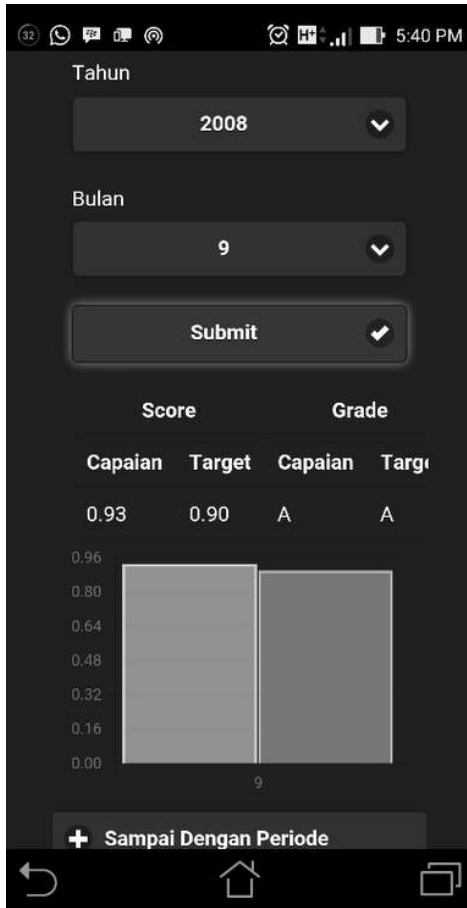 32 H+ 5:40 PM
Tahun
2008
Bulan
9
Submit
Score Grade
Capaian Target Capaian Targe
0.93 0.90 A A
0.96
0.80
0.64
0.48
0.32
0.16
0.00
9
Sampai Dengan Periode